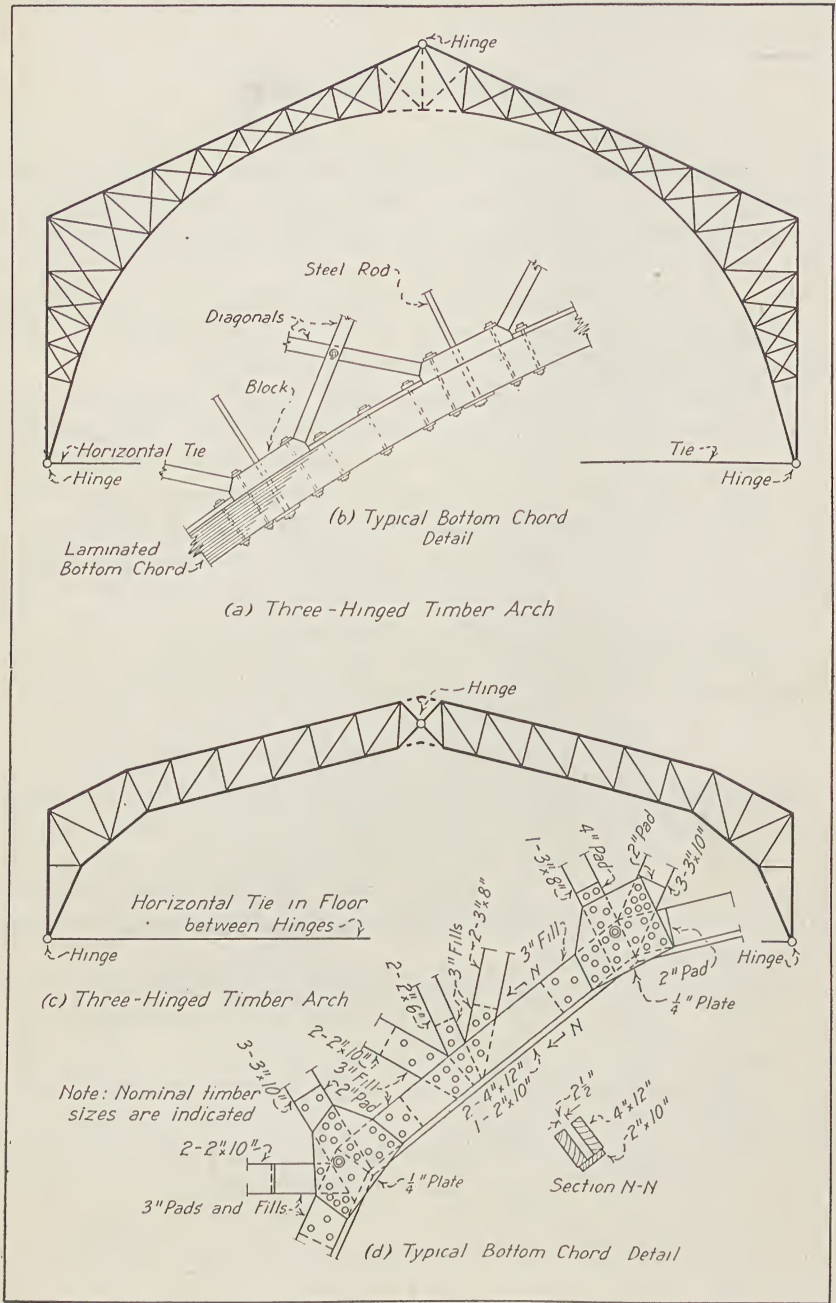 Hinge
Steel Rod
Diagonals
Block
Horizontal Tie
Hinge
Tie
Hinge
(b) Typical Bottom Chord
Detail
Laminated
Bottom Chord
(a) Three-Hinged Timber Arch
Hinge
Horizontal Tie in Floor
between Hinges
Hinge
Hinge
(c) Three-Hinged Timber Arch
1-3"x8"
4" Pad
2" Pad
3-3"x10"
3" Fill
2-3"x8"
3" Fills
2-2"x6"
N
2" Pad
1/4" Plate
2-2"x10"
3" Fill
2" Pad
3-3"x10"
N
2-4"x12"
1-2"x10"
Note: Nominal timber
sizes are indicated
2-2"x10"
3" Pads and Fills
1/4" Plate
2 1/2"
4"x12"
2"x10"
Section N-N
(d) Typical Bottom Chord Detail